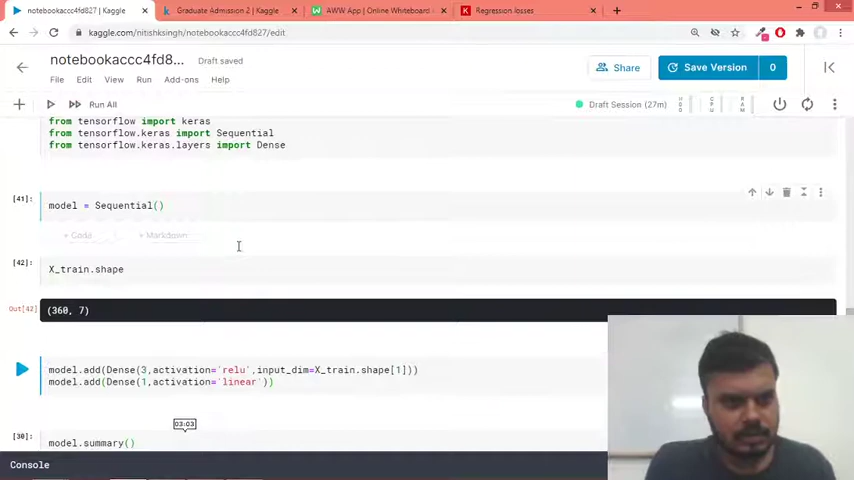 notebookaccc4fd827 | Kaggle
Graduate Admission 2 | Kaggle
AWW App | Online Whiteboard
Regression losses
kaggle.com/nitishksingh/notebookaccc4fd827/edit
notebookaccc4fd8...
Draft saved
File Edit View Run Add-ons Help
Share
Save Version
0
Run All
Draft Session (27m)
from tensorflow import keras
from tensorflow.keras import Sequential
from tensorflow.keras.layers import Dense
[41]:
model = Sequential()
+ Code
+ Markdown
[42]:
X_train.shape
Out[42]
(360, 7)
model.add(Dense(3,activation='relu',input_dim=X_train.shape[1]))
model.add(Dense(1,activation='linear'))
03:03
[30]:
model.summary()
Console